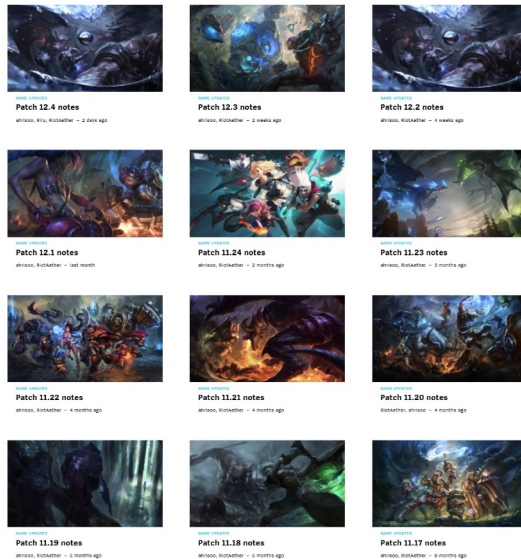 GAME UPDATES
Patch 12.4 notes
ahrisoo, Riru, RiotAether – 2 days ago
GAME UPDATES
Patch 12.3 notes
ahrisoo, RiotAether – 2 weeks ago
GAME UPDATES
Patch 12.2 notes
ahrisoo, RiotAether – 4 weeks ago
GAME UPDATES
Patch 12.1 notes
ahrisoo, RiotAether – last month
GAME UPDATES
Patch 11.24 notes
ahrisoo, RiotAether – 2 months ago
GAME UPDATES
Patch 11.23 notes
ahrisoo, RiotAether – 3 months ago
GAME UPDATES
Patch 11.22 notes
ahrisoo, RiotAether – 4 months ago
GAME UPDATES
Patch 11.21 notes
ahrisoo, RiotAether – 4 months ago
GAME UPDATES
Patch 11.20 notes
RiotAether, ahrisoo – 4 months ago
GAME UPDATES
Patch 11.19 notes
ahrisoo, RiotAether – 5 months ago
GAME UPDATES
Patch 11.18 notes
ahrisoo, RiotAether – 5 months ago
GAME UPDATES
Patch 11.17 notes
ahrisoo, RiotAether – 6 months ago